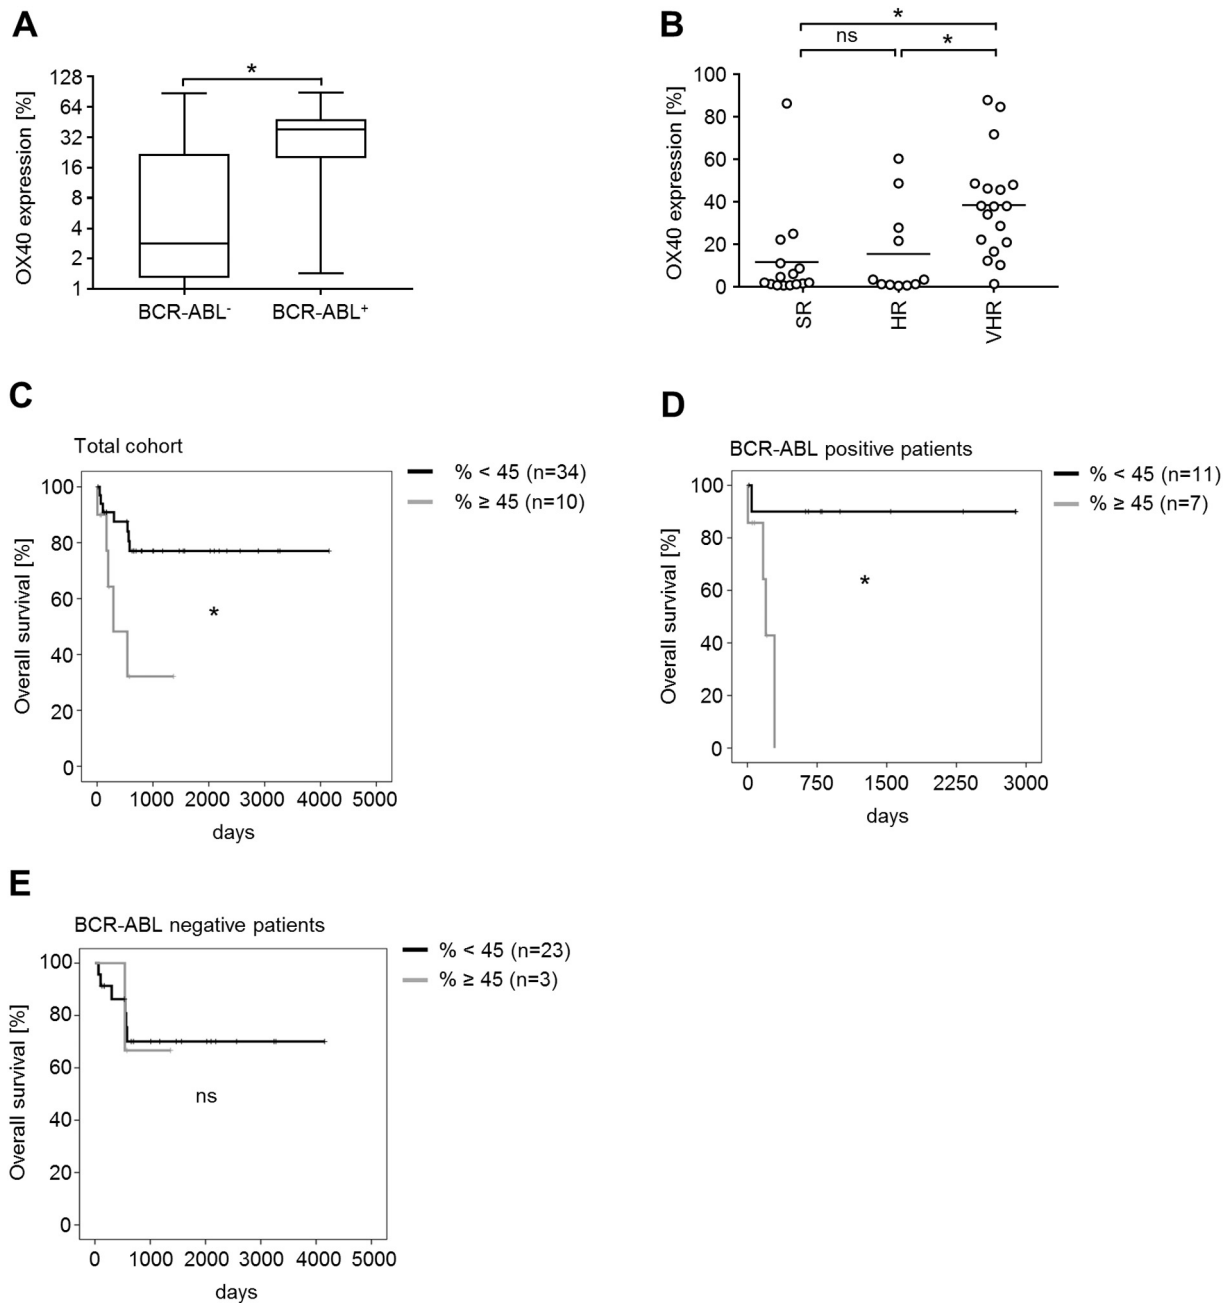 A
OX40 expression [%]
128
64
32
16
8
4
2
1
*
BCR-ABL-
BCR-ABL+
B
OX40 expression [%]
100
80
60
40
20
0
*
ns
*
SR
HR
VHR
C
Total cohort
% < 45 (n=34)
% ≥ 45 (n=10)
Overall survival [%]
100
80
60
40
20
0
*
0 1000 2000 3000 4000 5000
days
D
BCR-ABL positive patients
% < 45 (n=11)
% ≥ 45 (n=7)
Overall survival [%]
100
80
60
40
20
0
*
0 750 1500 2250 3000
days
E
BCR-ABL negative patients
% < 45 (n=23)
% ≥ 45 (n=3)
Overall survival [%]
100
80
60
40
20
0
ns
0 1000 2000 3000 4000 5000
days